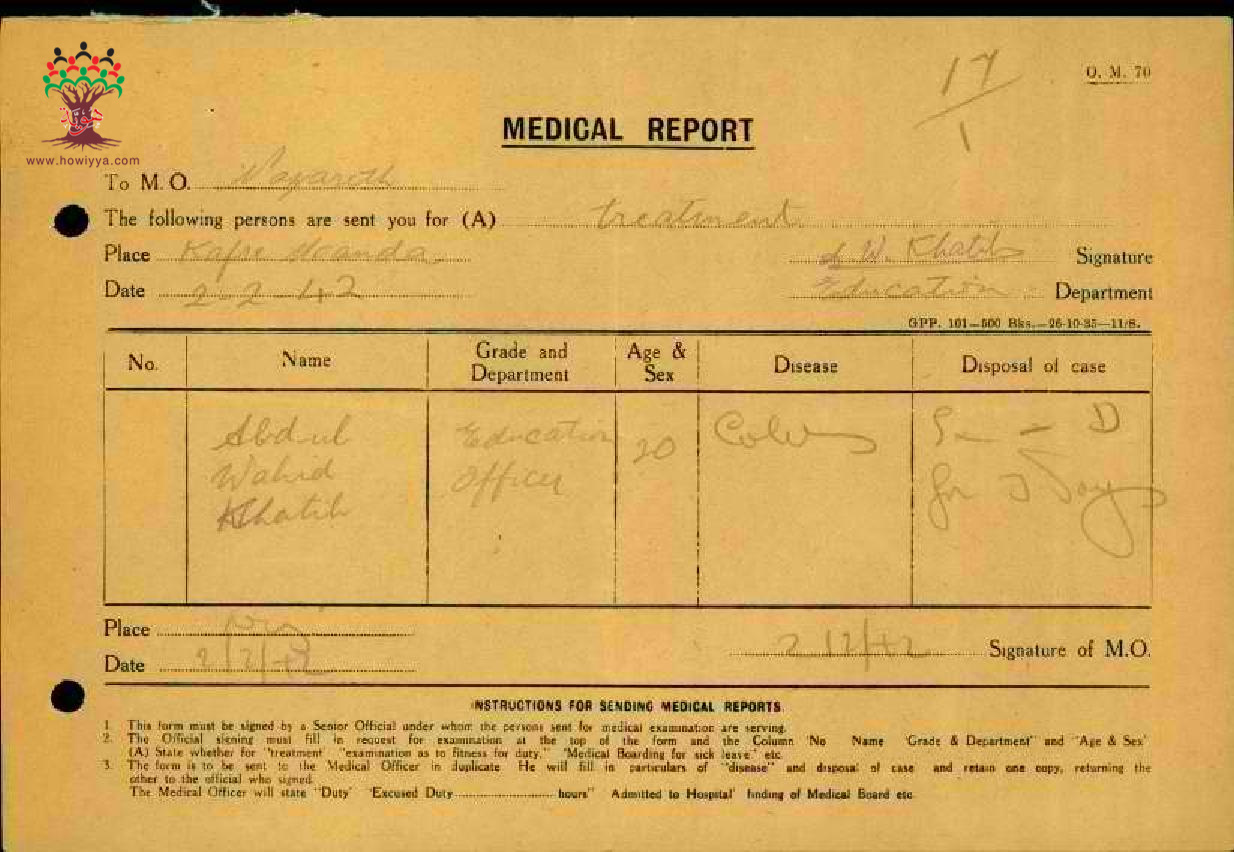 www.howiyya.com
17
1
O. M. 70
MEDICAL REPORT
To M. O. Nazareth
The following persons are sent you for (A) treatment
Place Kafr Kanda.
A. W. Khatib Signature
Date 2-2-42
Education Department
GPP. 101—500 Bks.—26-10-35—11/8.
No. Name Grade and Department Age & Sex Disease Disposal of case
Abdul Education 20
Wahid Officer for 3 Days
Khatib
Place
2/2/42 Signature of M.O.
Date 2/2/42
INSTRUCTIONS FOR SENDING MEDICAL REPORTS.
1. This form must be signed by a Senior Official under whom the persons sent for medical examination are serving.
2. The Official signing must fill in request for examination at the top of the form and the Column 'No Name 'Grade & Department" and "Age & Sex'
(A) State whether for 'treatment' "examination as to fitness for duty," 'Medical Boarding for sick leave,' etc.
3. The form is to be sent to the Medical Officer in duplicate He will fill in particulars of "disease" and disposal of case and retain one copy, returning the
other to the official who signed.
The Medical Officer will state "Duty' 'Excused Duty.............................. hours" Admitted to Hospital' finding of Medical Board etc.